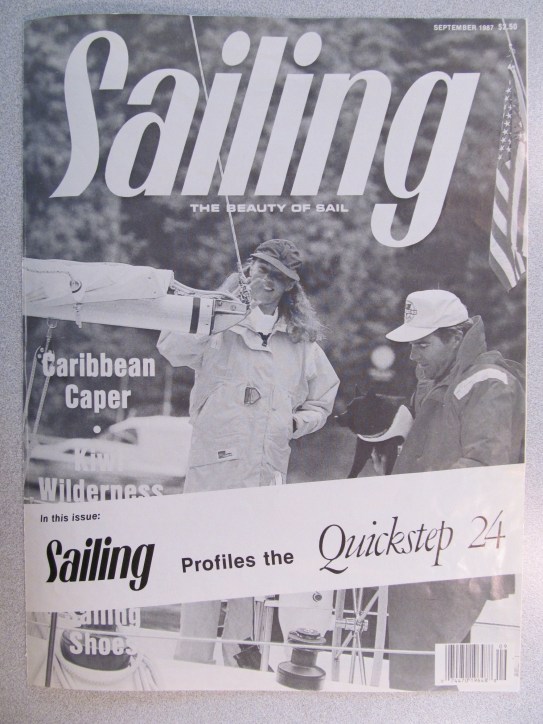 SEPTEMBER 1987 $2.50
Sailing
THE BEAUTY OF SAIL
Caribbean
Caper
•
Kiwi
Wilderness
In this issue:
Sailing Profiles the Quickstep 24
Sailing
Shoes